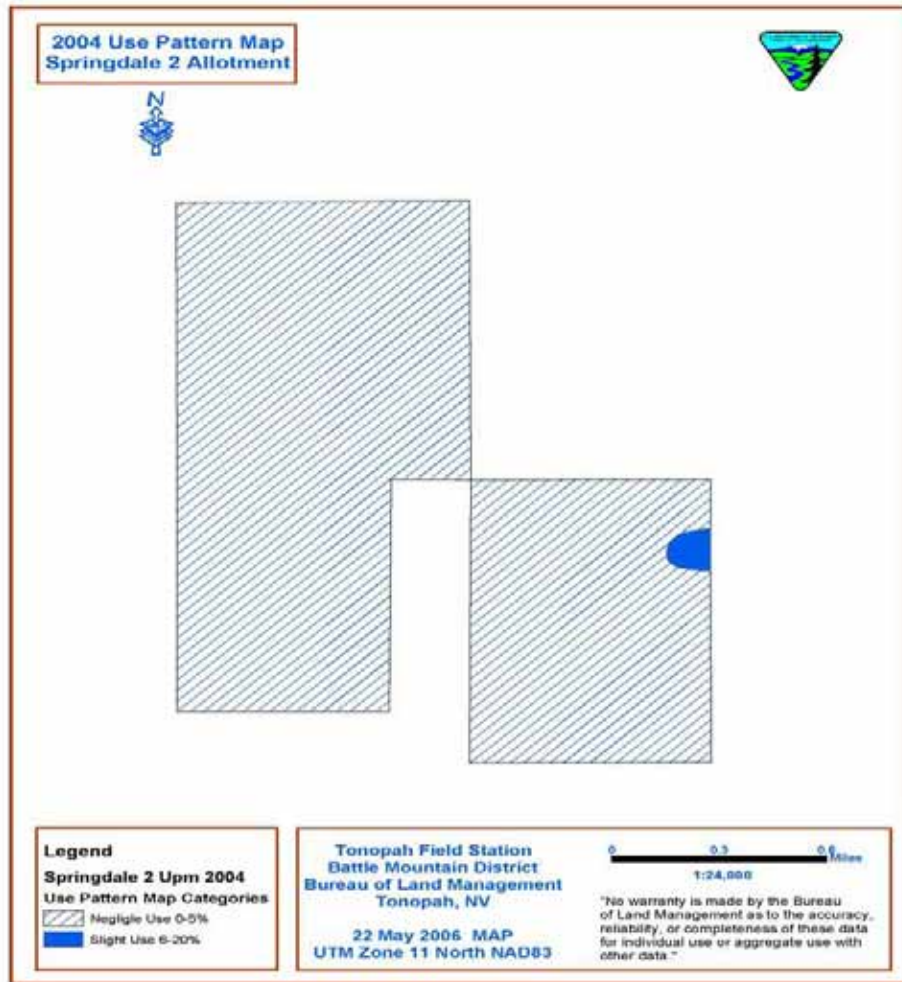 2004 Use Pattern Map
Springdale 2 Allotment
N
Legend
Springdale 2 Upm 2004
Use Pattern Map Categories
Negligle Use 0-5%
Slight Use 6-20%
Tonopah Field Station
Battle Mountain District
Bureau of Land Management
Tonopah, NV
22 May 2006 MAP
UTM Zone 11 North NAD83
0 0.3 0.6
Miles
1:24,000
"No warranty is made by the Bureau
of Land Management as to the accuracy,
reliability, or completeness of these data
for individual use or aggregate use with
other data."